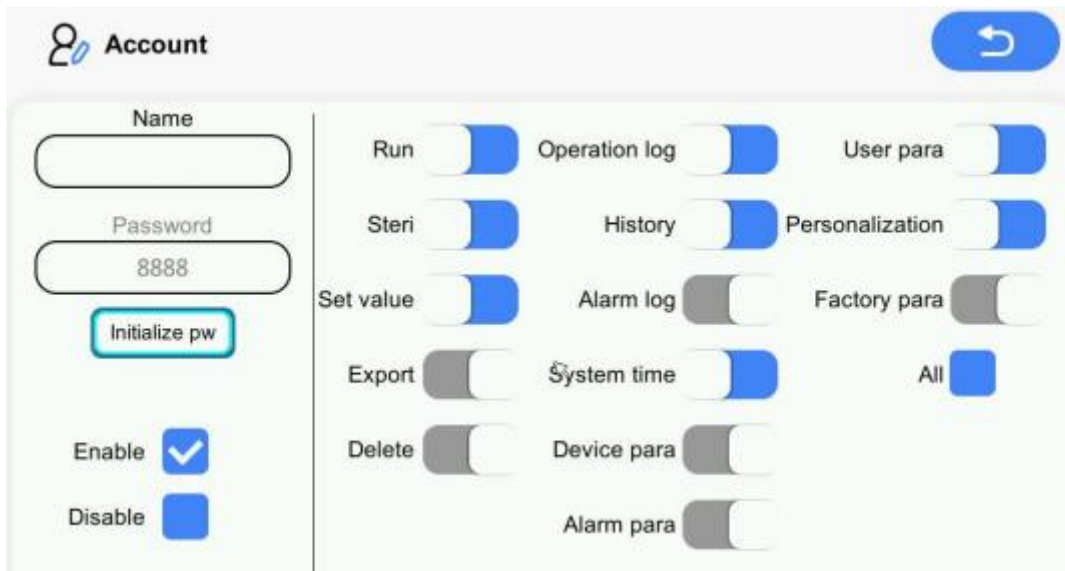 Account
Name
Password
8888
Initialize pw
Enable
Disable
Run
Operation log
User para
Steri
History
Personalization
Set value
Alarm log
Factory para
Export
System time
All
Delete
Device para
Alarm para